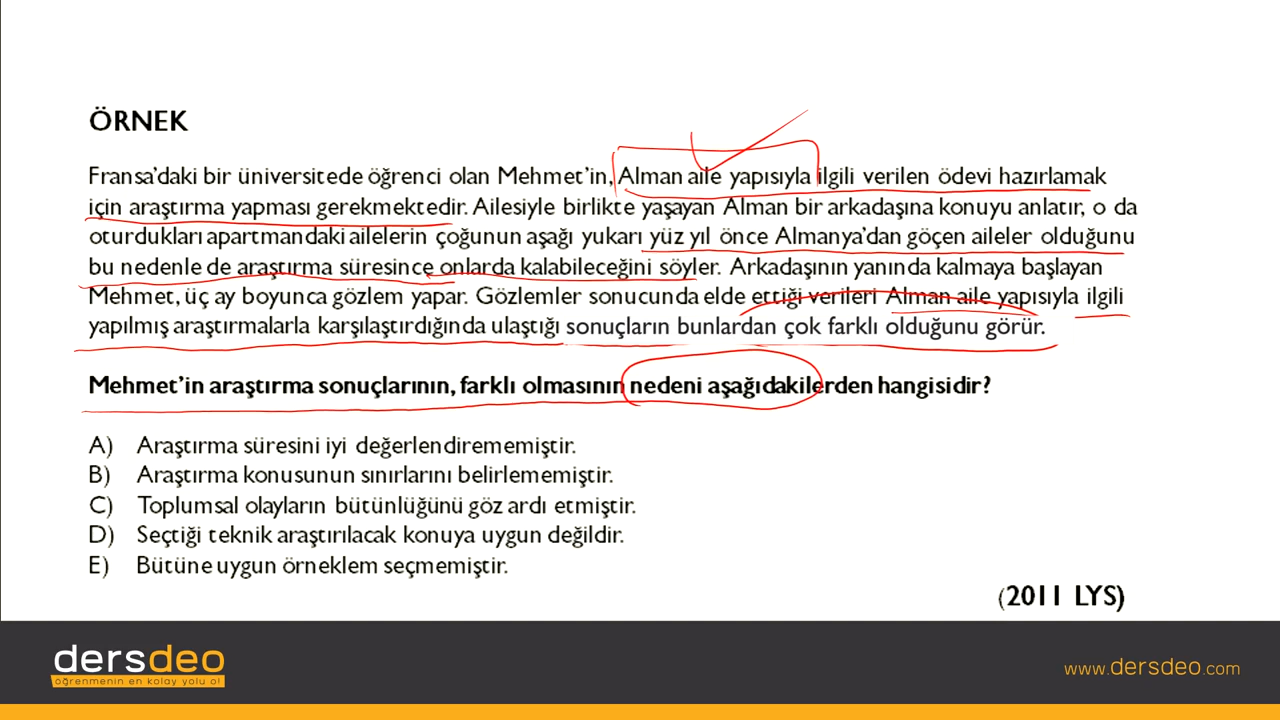 ÖRNEK
Fransa'daki bir üniversitede öğrenci olan Mehmet'in, Alman aile yapısıyla ilgili verilen ödevi hazırlamak
için araştırma yapması gerekmektedir. Ailesiyle birlikte yaşayan Alman bir arkadaşına konuyu anlatır, o da
oturdukları apartmandaki ailelerin çoğunun aşağı yukarı yüz yıl önce Almanya'dan göçen aileler olduğunu
bu nedenle de araştırma süresince onlarda kalabileceğini söyler. Arkadaşının yanında kalmaya başlayan
Mehmet, üç ay boyunca gözlem yapar. Gözlemler sonucunda elde ettiği verileri Alman aile yapısıyla ilgili
yapılmış araştırmalarla karşılaştırdığında ulaştığı sonuçların bunlardan çok farklı olduğunu görür.
Mehmet'in araştırma sonuçlarının, farklı olmasının nedeni aşağıdakilerden hangisidir?
A) Araştırma süresini iyi değerlendirememiştir.
B) Araştırma konusunun sınırlarını belirlememiştir.
C) Toplumsal olayların bütünlüğünü göz ardı etmiştir.
D) Seçtiği teknik araştırılacak konuya uygun değildir.
E) Bütüne uygun örneklem seçmemiştir.
(2011 LYS)
dersdeo
öğrenmenin en kolay yolu o!
www.dersdeo.com